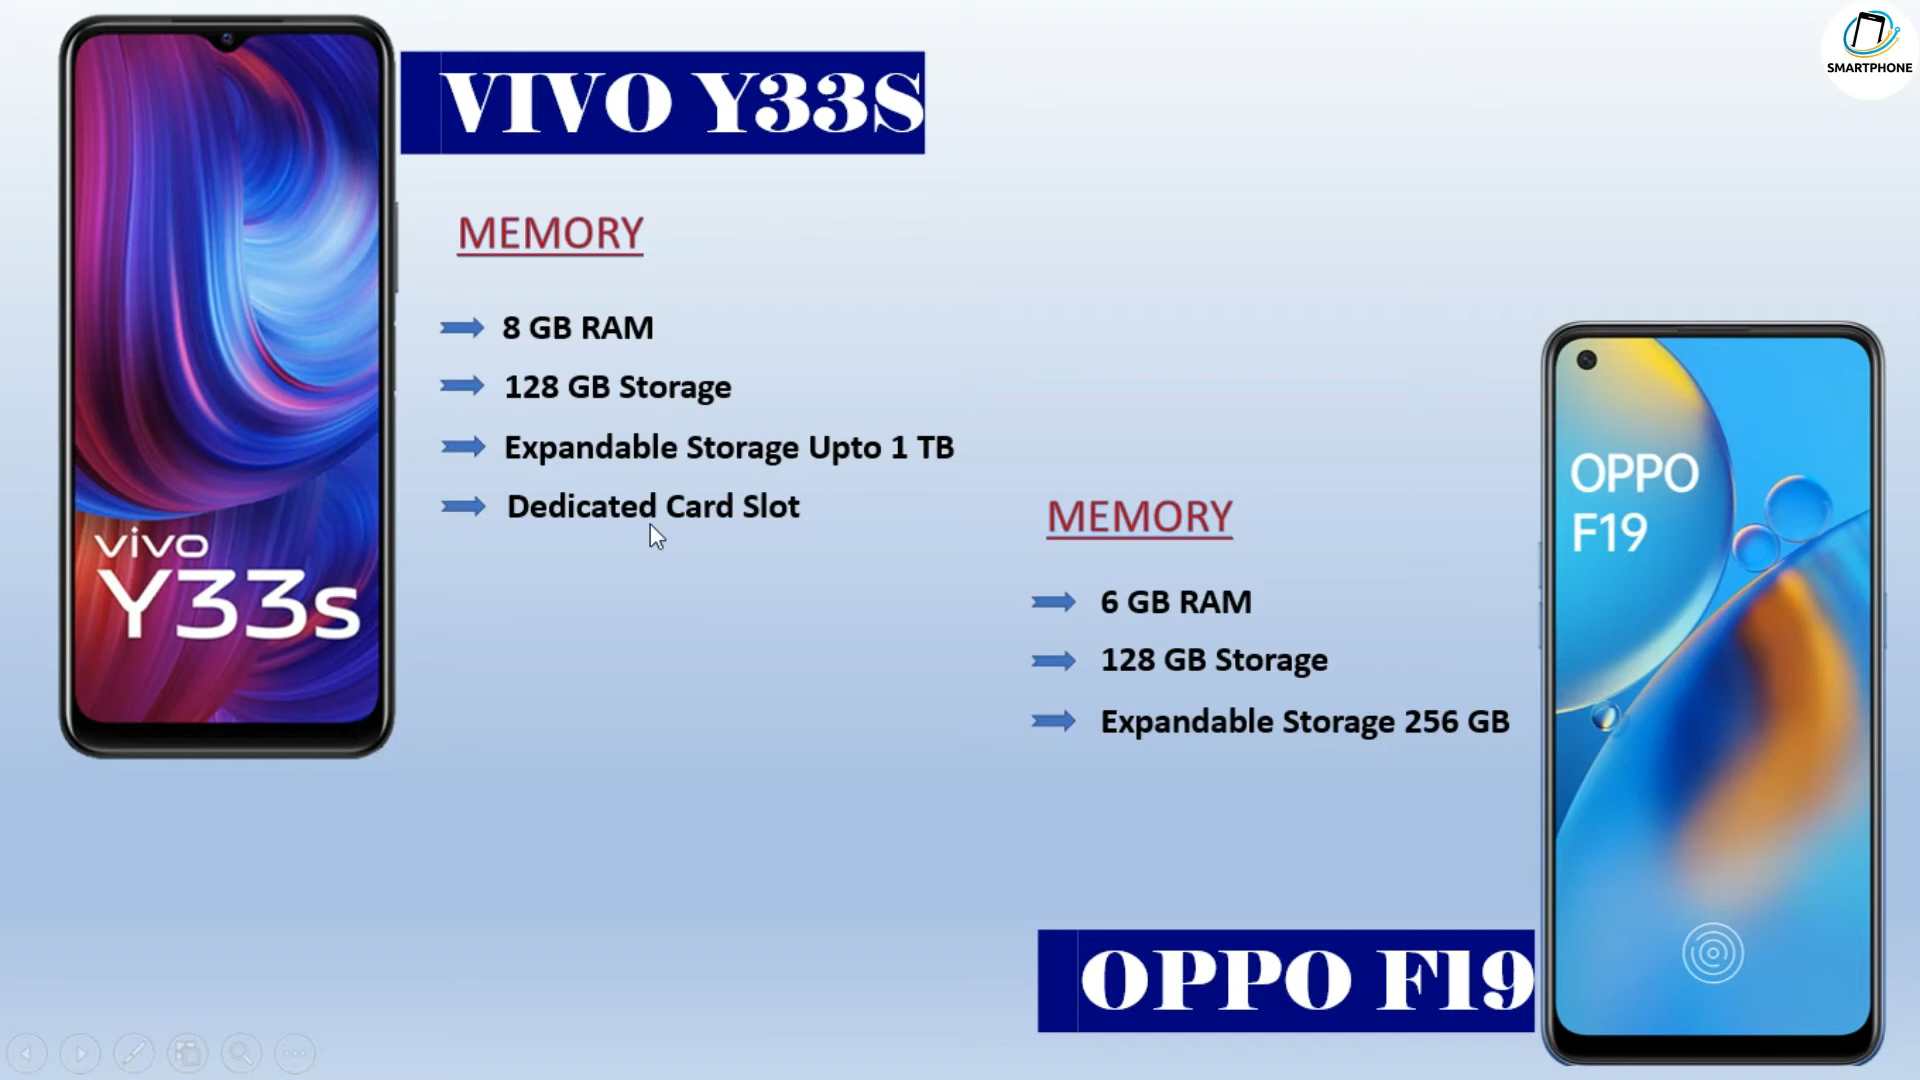 SMARTPHONE
VIVO Y33S
MEMORY
8 GB RAM
128 GB Storage
Expandable Storage Upto 1 TB
Dedicated Card Slot
vivo
Y33s
MEMORY
6 GB RAM
128 GB Storage
Expandable Storage 256 GB
OPPO
F19
OPPO F19